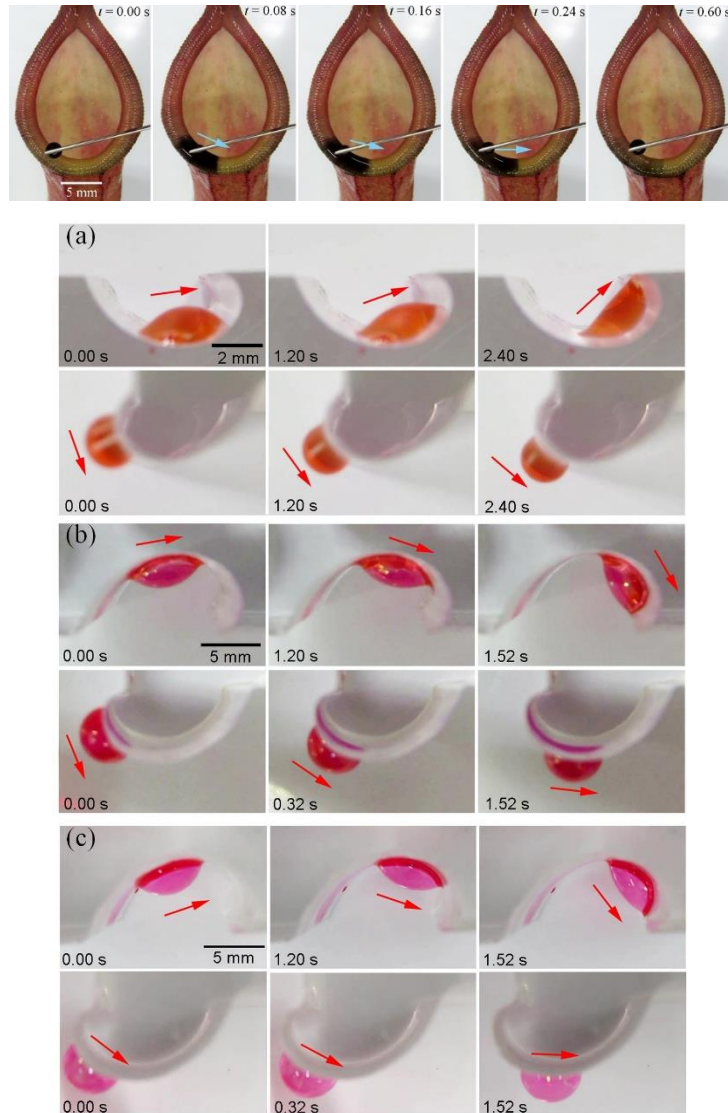 t = 0.00 s
t = 0.08 s
t = 0.16 s
t = 0.24 s
t = 0.60 s
5 mm
(a)
0.00 s
2 mm
1.20 s
2.40 s
0.00 s
1.20 s
2.40 s
(b)
0.00 s
5 mm
1.20 s
1.52 s
0.00 s
0.32 s
1.52 s
(c)
0.00 s
5 mm
1.20 s
1.52 s
0.00 s
0.32 s
1.52 s